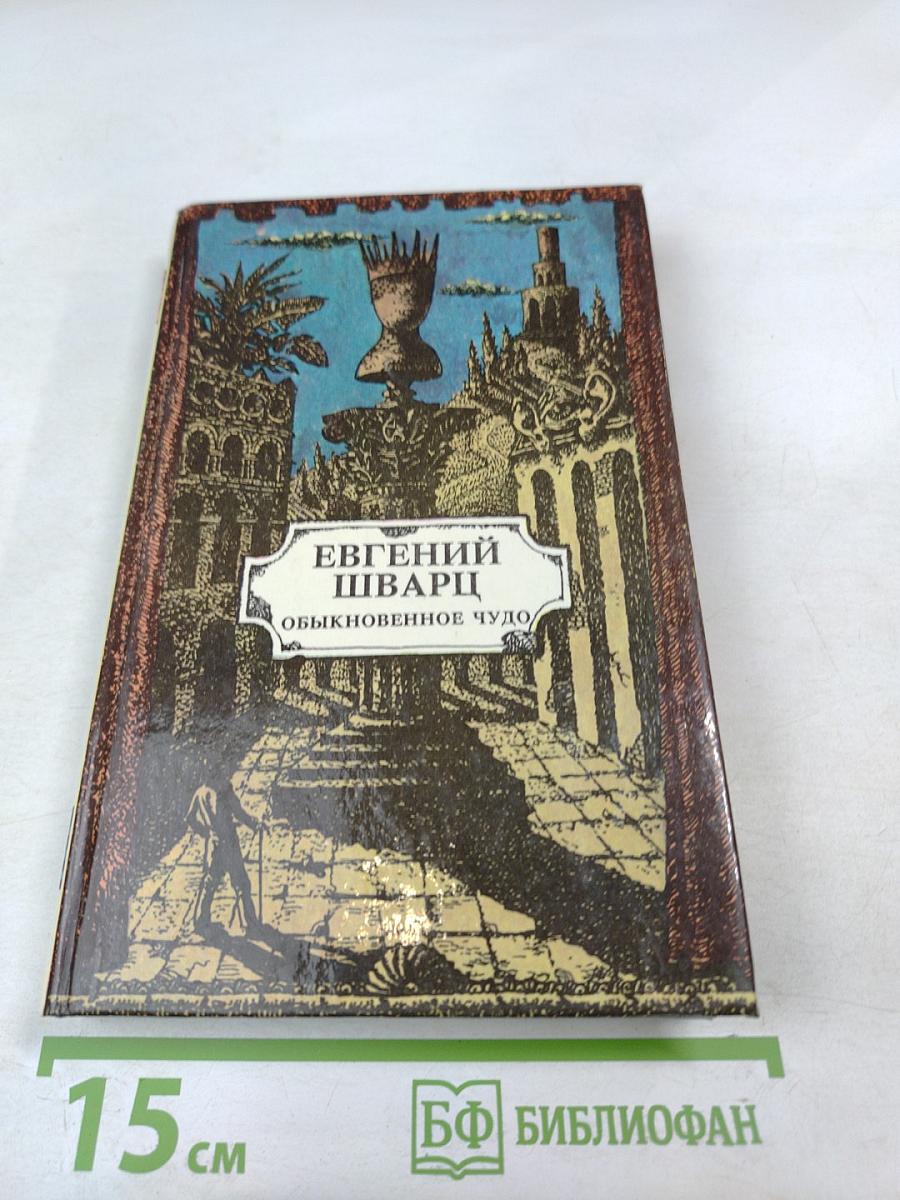 ЕВГЕНИЙ
ШВАРЦ
ОБЫКНОВЕННОЕ ЧУДО
15 см
БФ БИБЛИОФАН